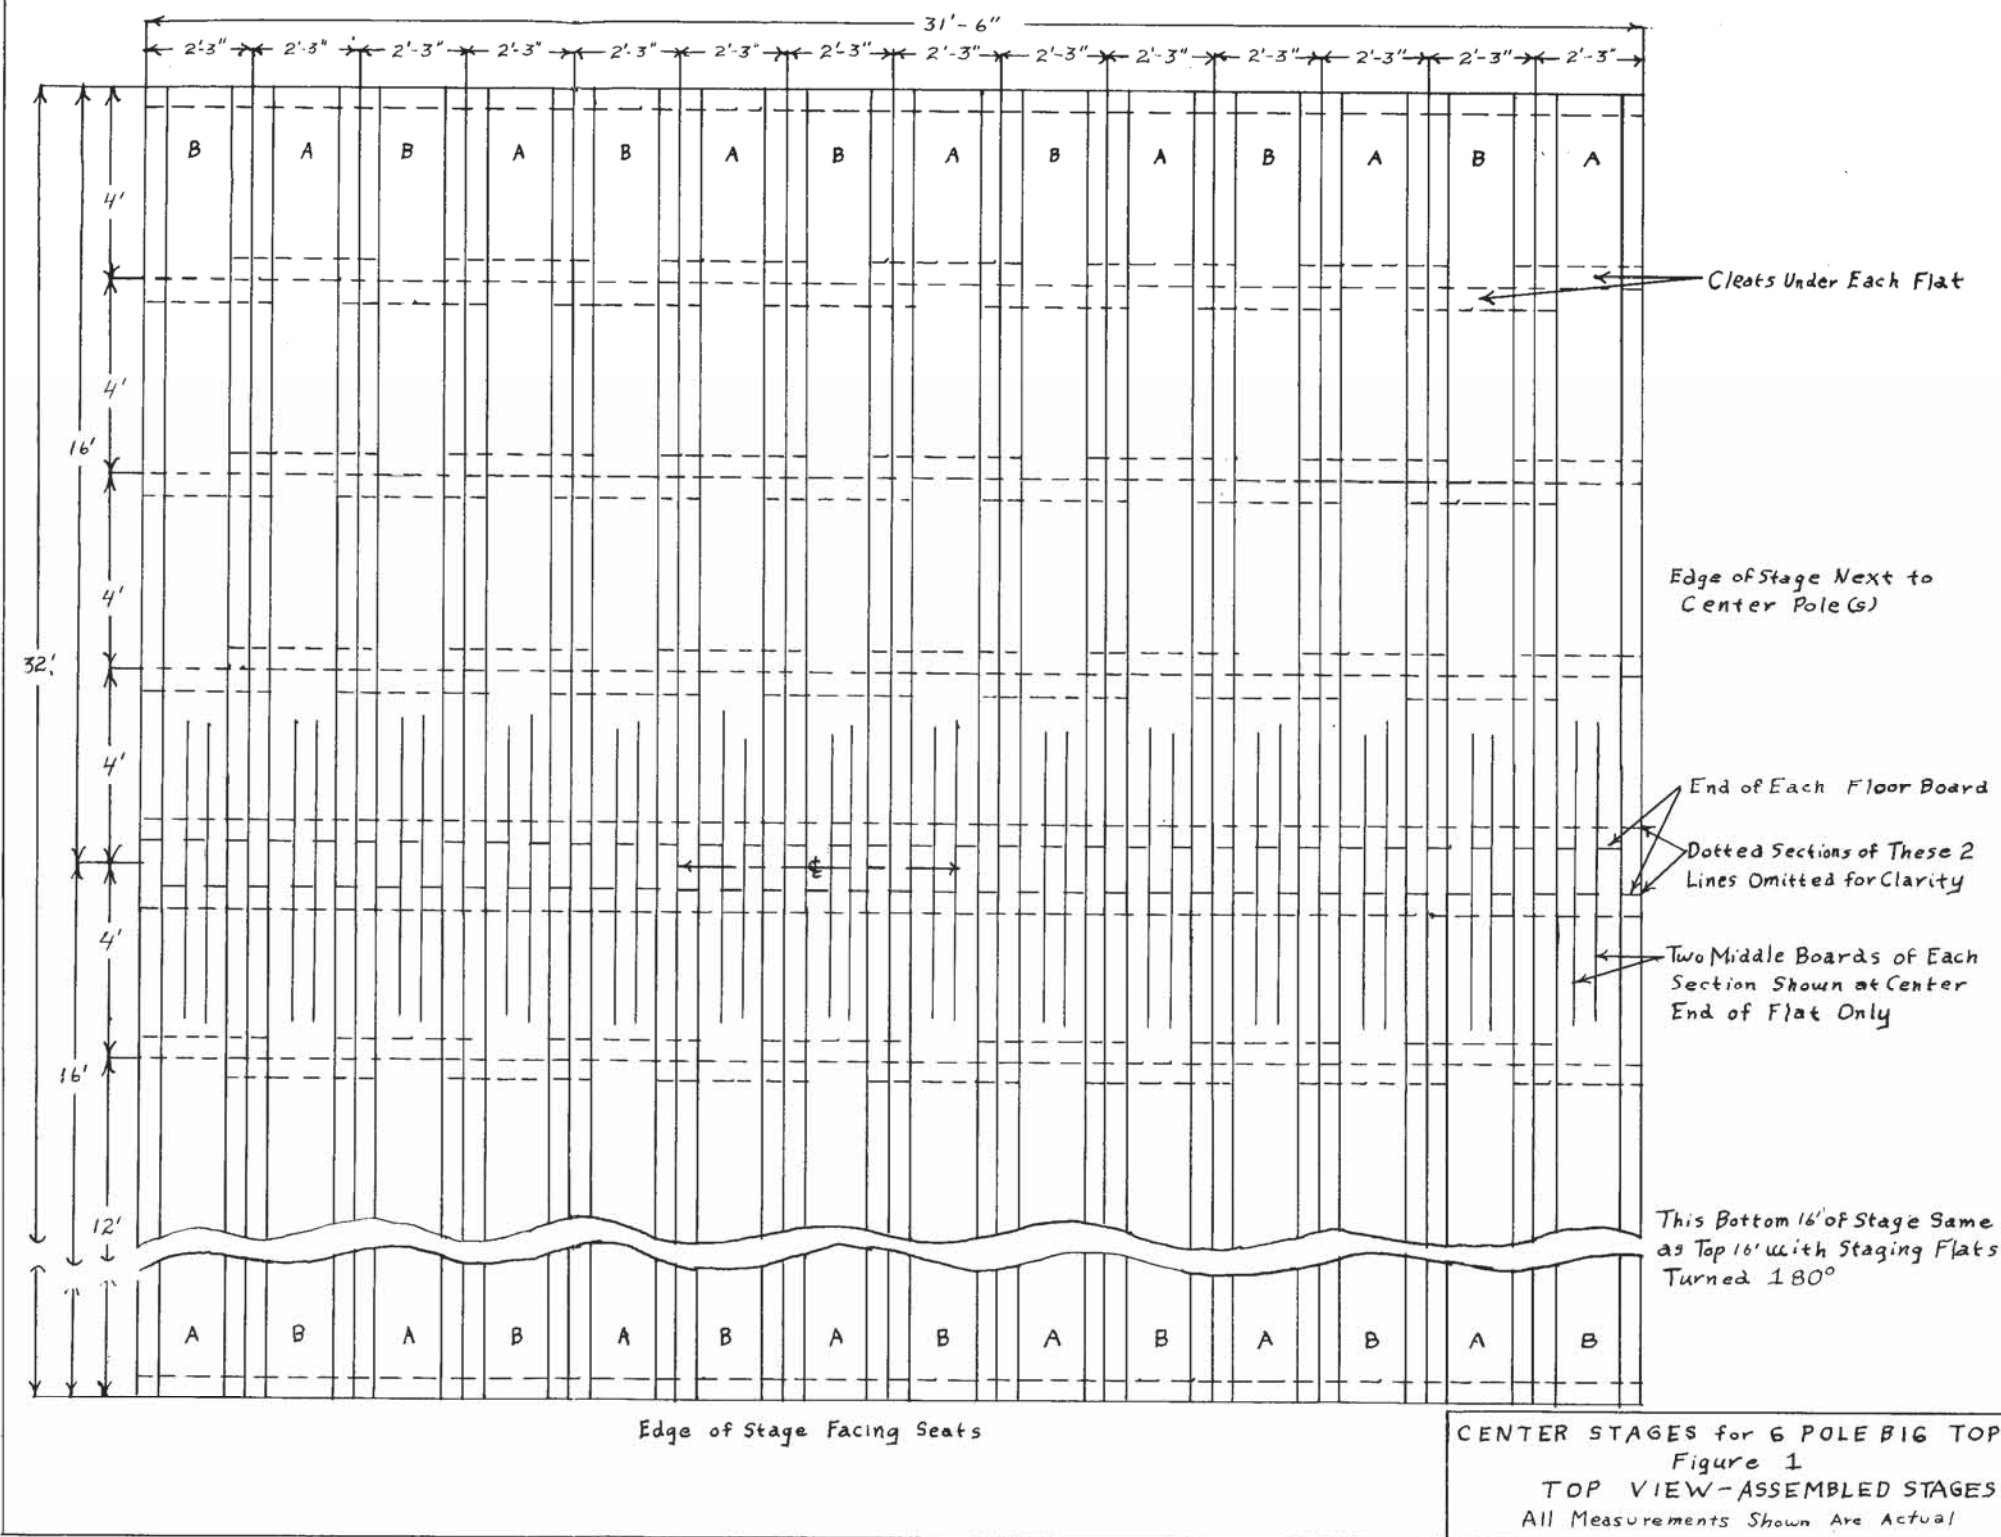 31'-6"
2'-3" 2'-3" 2'-3" 2'-3" 2'-3" 2'-3" 2'-3" 2'-3" 2'-3" 2'-3" 2'-3" 2'-3" 2'-3" 2'-3"
B A B A B A B A B A B A B A
4'
Cleats Under Each Flat
4'
16'
Edge of Stage Next to
Center Pole(s)
4'
32'
4'
End of Each Floor Board
Dotted Sections of These 2
Lines Omitted for Clarity
℄
4'
Two Middle Boards of Each
Section Shown at Center
End of Flat Only
16'
12'
This Bottom 16' of Stage Same
as Top 16' with Staging Flats
Turned 180°
A B A B A B A B A B A B A B
Edge of Stage Facing Seats
CENTER STAGES for 6 POLE BIG TOP
Figure 1
TOP VIEW-ASSEMBLED STAGES
All Measurements Shown Are Actual